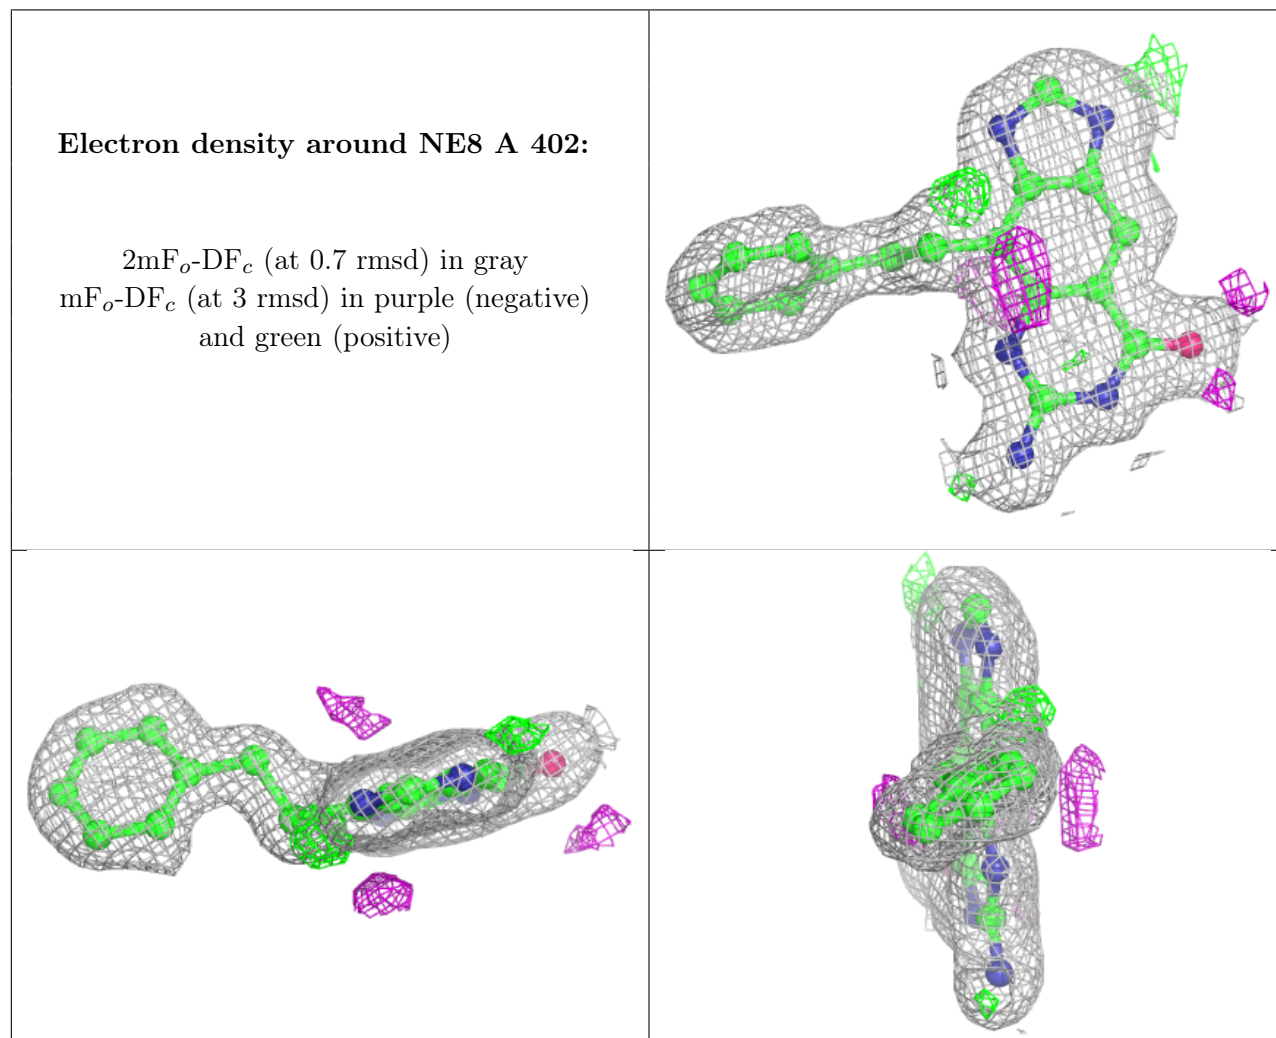 Electron density around NE8 A 402:
2mFo-DFc (at 0.7 rmsd) in gray
mFo-DFc (at 3 rmsd) in purple (negative)
and green (positive)